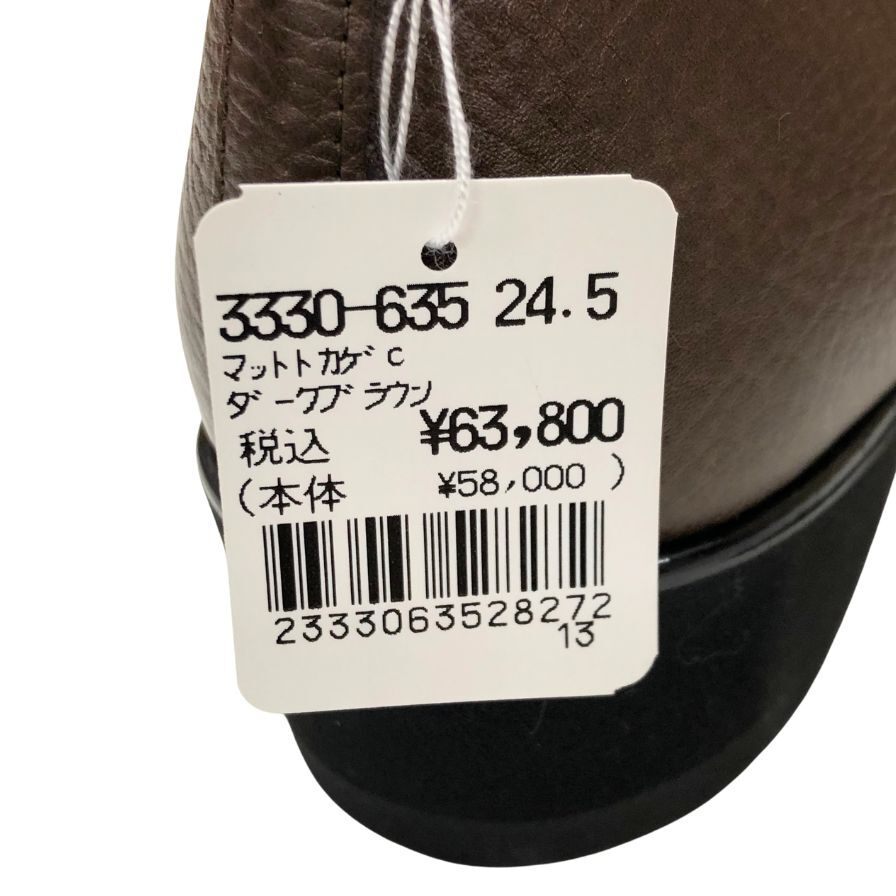 3330-635 24.5
マットトカゲC
ダークブラウン
税込 ¥63,800
(本体 ¥58,000 )
2333063528272
13